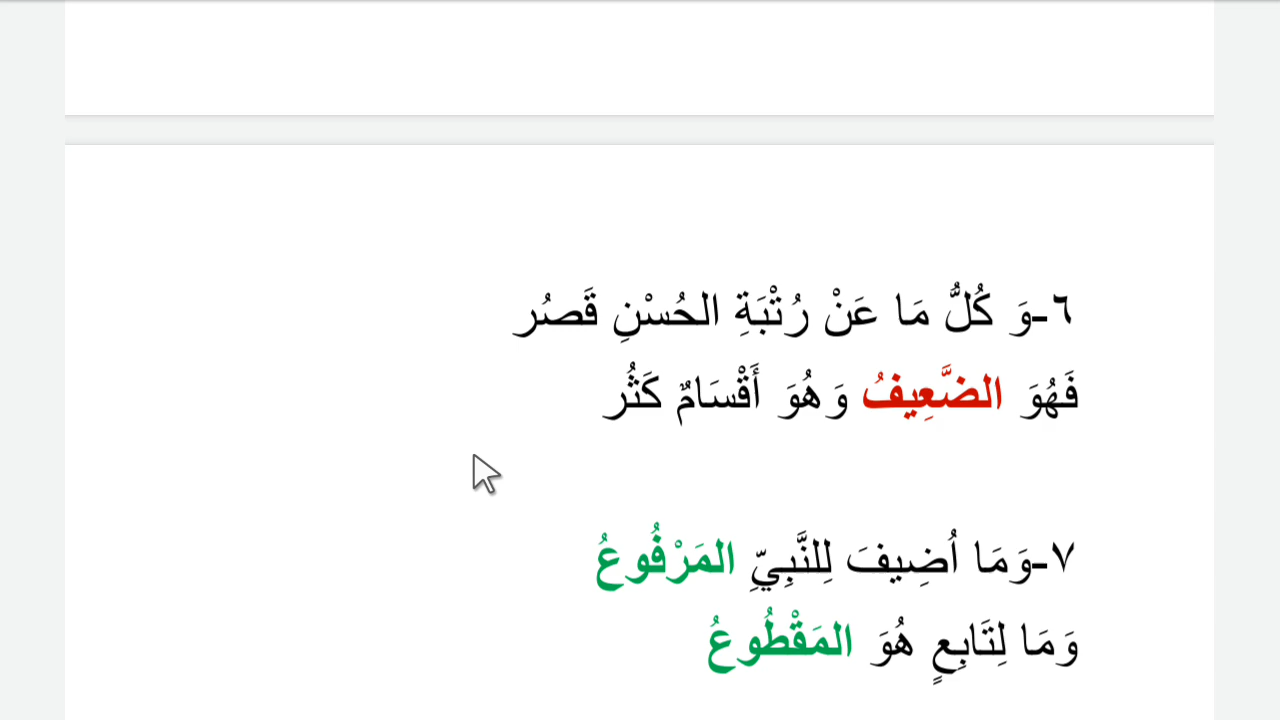 ٦-وَ كُلُّ مَا عَنْ رُتْبَةِ الحُسْنِ قَصُر
فَهُوَ الضَّعِيفُ وَهُوَ أَقْسَامٌ كَثُر
٧-وَمَا اُضِيفَ لِلنَّبِيِّ المَرْفُوعُ
وَمَا لِتَابِعٍ هُوَ المَقْطُوعُ